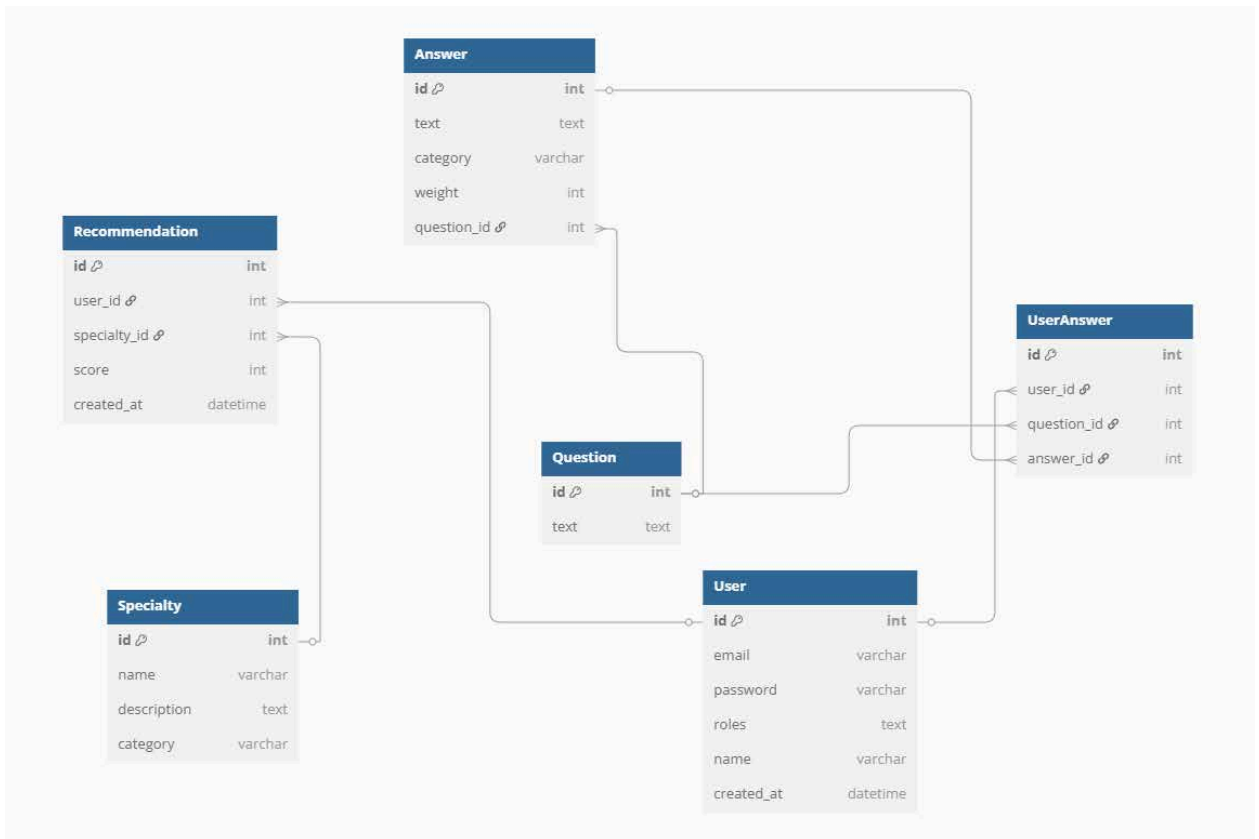 Answer
id int
text text
category varchar
weight int
question_id int
Recommendation
id int
user_id int
specialty_id int
score int
created_at datetime
UserAnswer
id int
user_id int
question_id int
answer_id int
Question
id int
text text
Specialty
id int
name varchar
description text
category varchar
User
id int
email varchar
password varchar
roles text
name varchar
created_at datetime